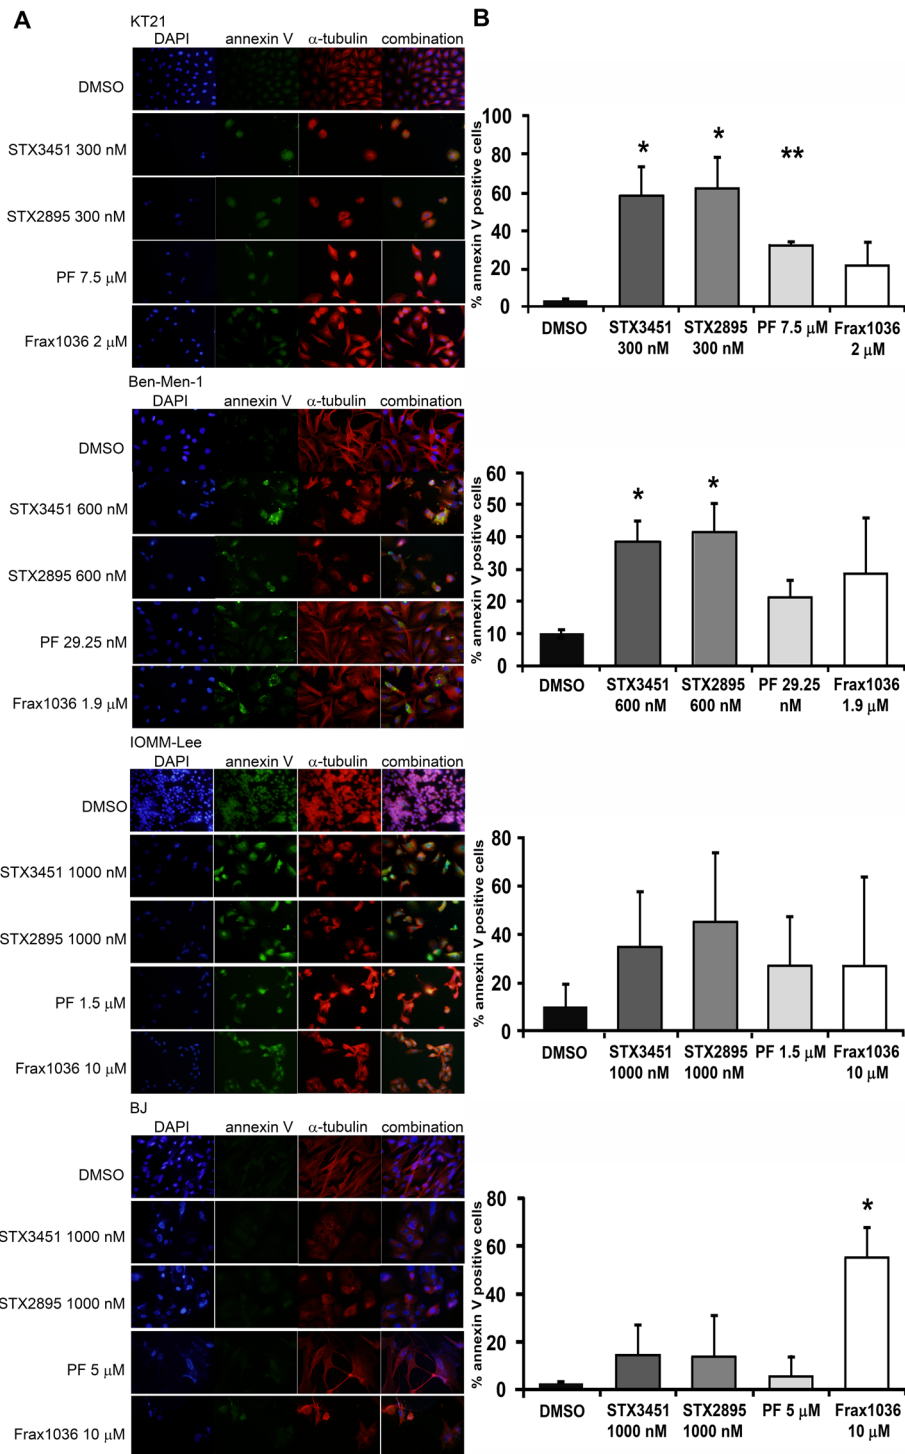 A
KT21
DAPI annexin V α-tubulin combination
DMSO
STX3451 300 nM
STX2895 300 nM
PF 7.5 μM
Frax1036 2 μM
Ben-Men-1
DAPI annexin V α-tubulin combination
DMSO
STX3451 600 nM
STX2895 600 nM
PF 29.25 nM
Frax1036 1.9 μM
IOMM-Lee
DAPI annexin V α-tubulin combination
DMSO
STX3451 1000 nM
STX2895 1000 nM
PF 1.5 μM
Frax1036 10 μM
BJ
DAPI annexin V α-tubulin combination
DMSO
STX3451 1000 nM
STX2895 1000 nM
PF 5 μM
Frax1036 10 μM
B
% annexin V positive cells
100
80
60
40
20
0
* * **
DMSO STX3451 STX2895 PF 7.5 μM Frax1036
300 nM 300 nM 2 μM
% annexin V positive cells
60
50
40
30
20
10
0
* *
DMSO STX3451 STX2895 PF 29.25 Frax1036
600 nM 600 nM nM 1.9 μM
% annexin V positive cells
80
60
40
20
0
DMSO STX3451 STX2895 PF 1.5 μM Frax1036
1000 nM 1000 nM 10 μM
% annexin V positive cells
80
60
40
20
0
*
DMSO STX3451 STX2895 PF 5 μM Frax1036
1000 nM 1000 nM 10 μM